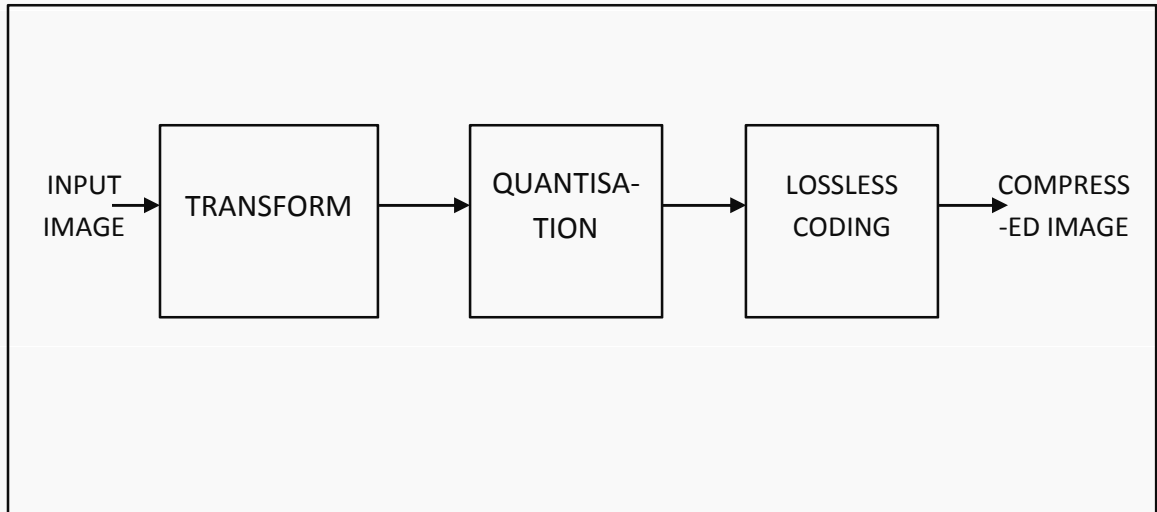 INPUT
IMAGE
TRANSFORM
QUANTISA-
TION
LOSSLESS
CODING
COMPRESS
-ED IMAGE